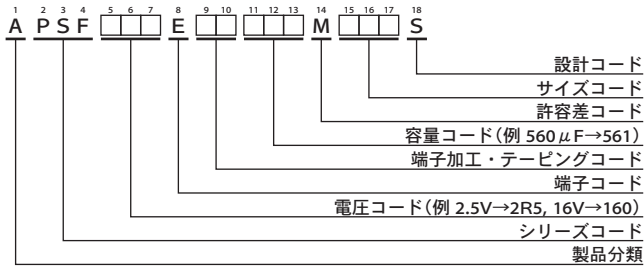 1 2 3 4 5 6 7 8 9 10 11 12 13 14 15 16 17 18
A P S F E M S
設計コード
サイズコード
許容差コード
容量コード(例 560μF→561)
端子加工・テーピングコード
端子コード
電圧コード(例 2.5V→2R5, 16V→160)
シリーズコード
製品分類